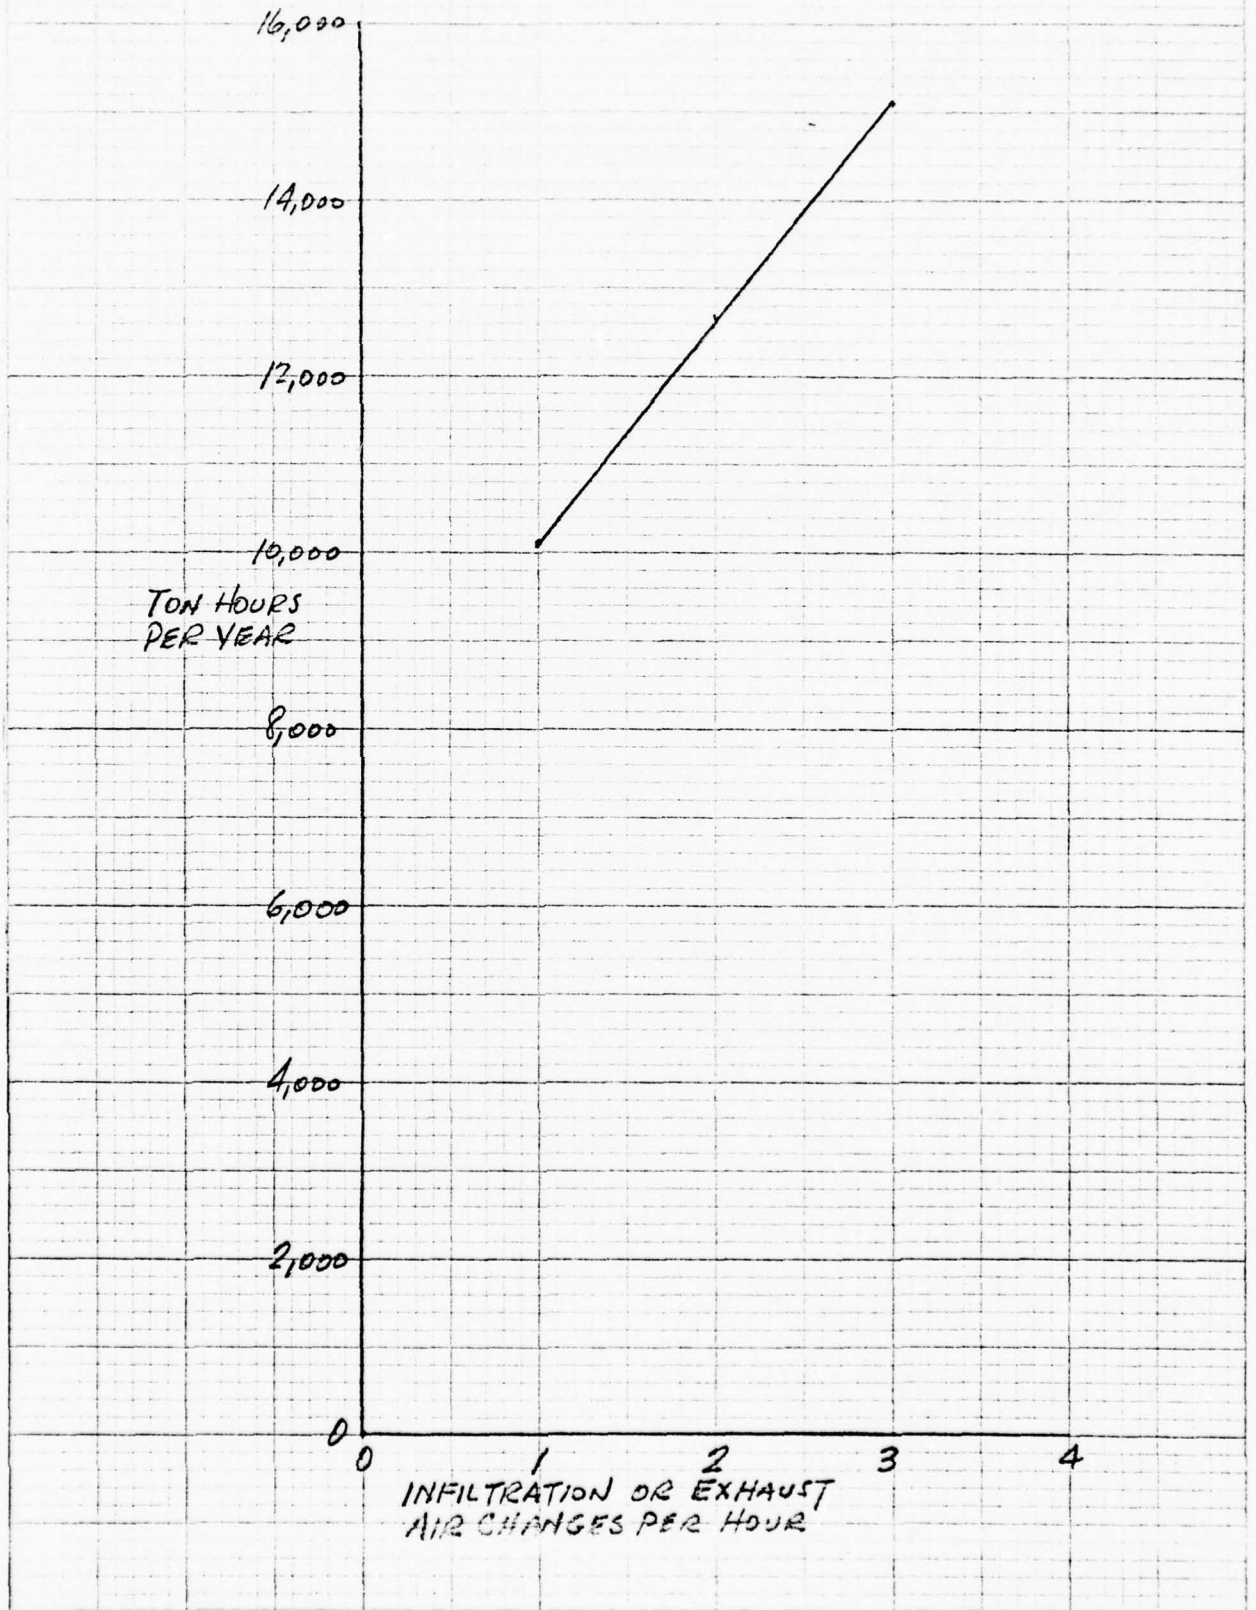 16,000
14,000
12,000
10,000
TON HOURS
PER YEAR
8,000
6,000
4,000
2,000
0
0 1 2 3 4
INFILTRATION OR EXHAUST
AIR CHANGES PER HOUR